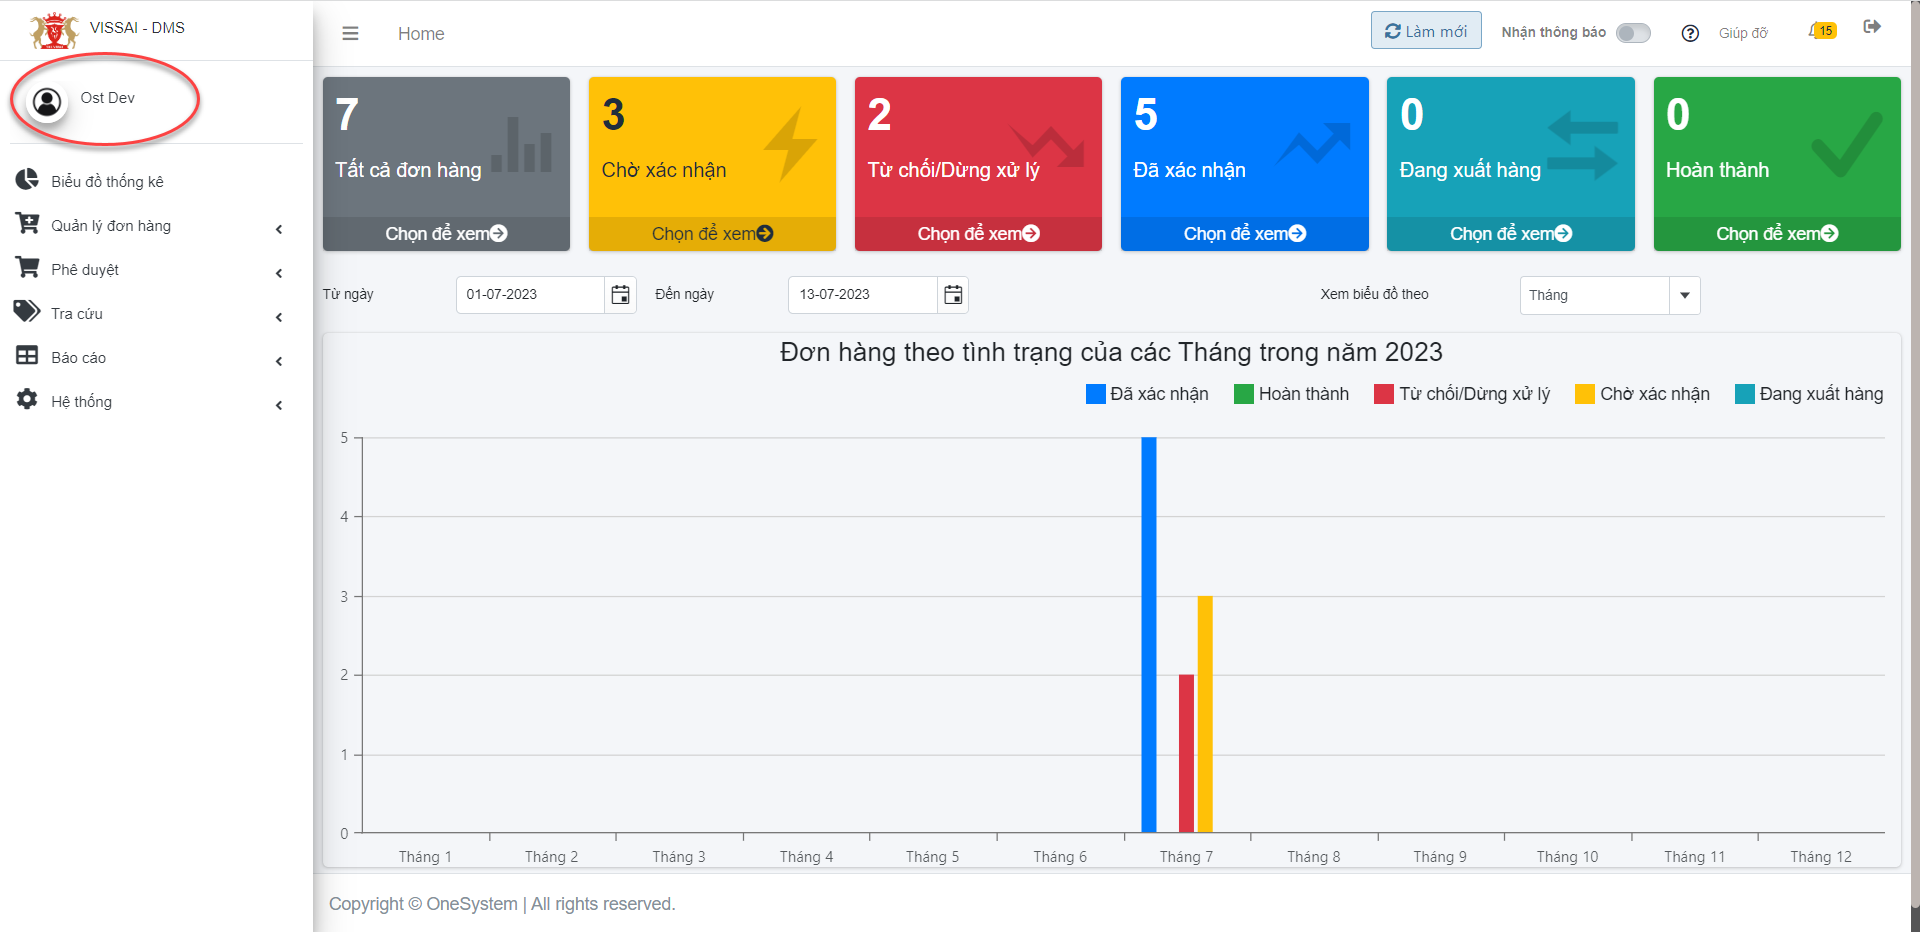 VISSAI - DMS
Ost Dev
Biểu đồ thống kê
Quản lý đơn hàng
Phê duyệt
Tra cứu
Báo cáo
Hệ thống
Home
Làm mới
Nhận thông báo
Giúp đỡ
15
7
Tất cả đơn hàng
Chọn để xem
3
Chờ xác nhận
Chọn để xem
2
Từ chối/Dừng xử lý
Chọn để xem
5
Đã xác nhận
Chọn để xem
0
Đang xuất hàng
Chọn để xem
0
Hoàn thành
Chọn để xem
Từ ngày
01-07-2023
Đến ngày
13-07-2023
Xem biểu đồ theo
Tháng
Đơn hàng theo tình trạng của các Tháng trong năm 2023
Đã xác nhận
Hoàn thành
Từ chối/Dừng xử lý
Chờ xác nhận
Đang xuất hàng
5
4
3
2
1
0
Tháng 1
Tháng 2
Tháng 3
Tháng 4
Tháng 5
Tháng 6
Tháng 7
Tháng 8
Tháng 9
Tháng 10
Tháng 11
Tháng 12
Copyright © OneSystem | All rights reserved.